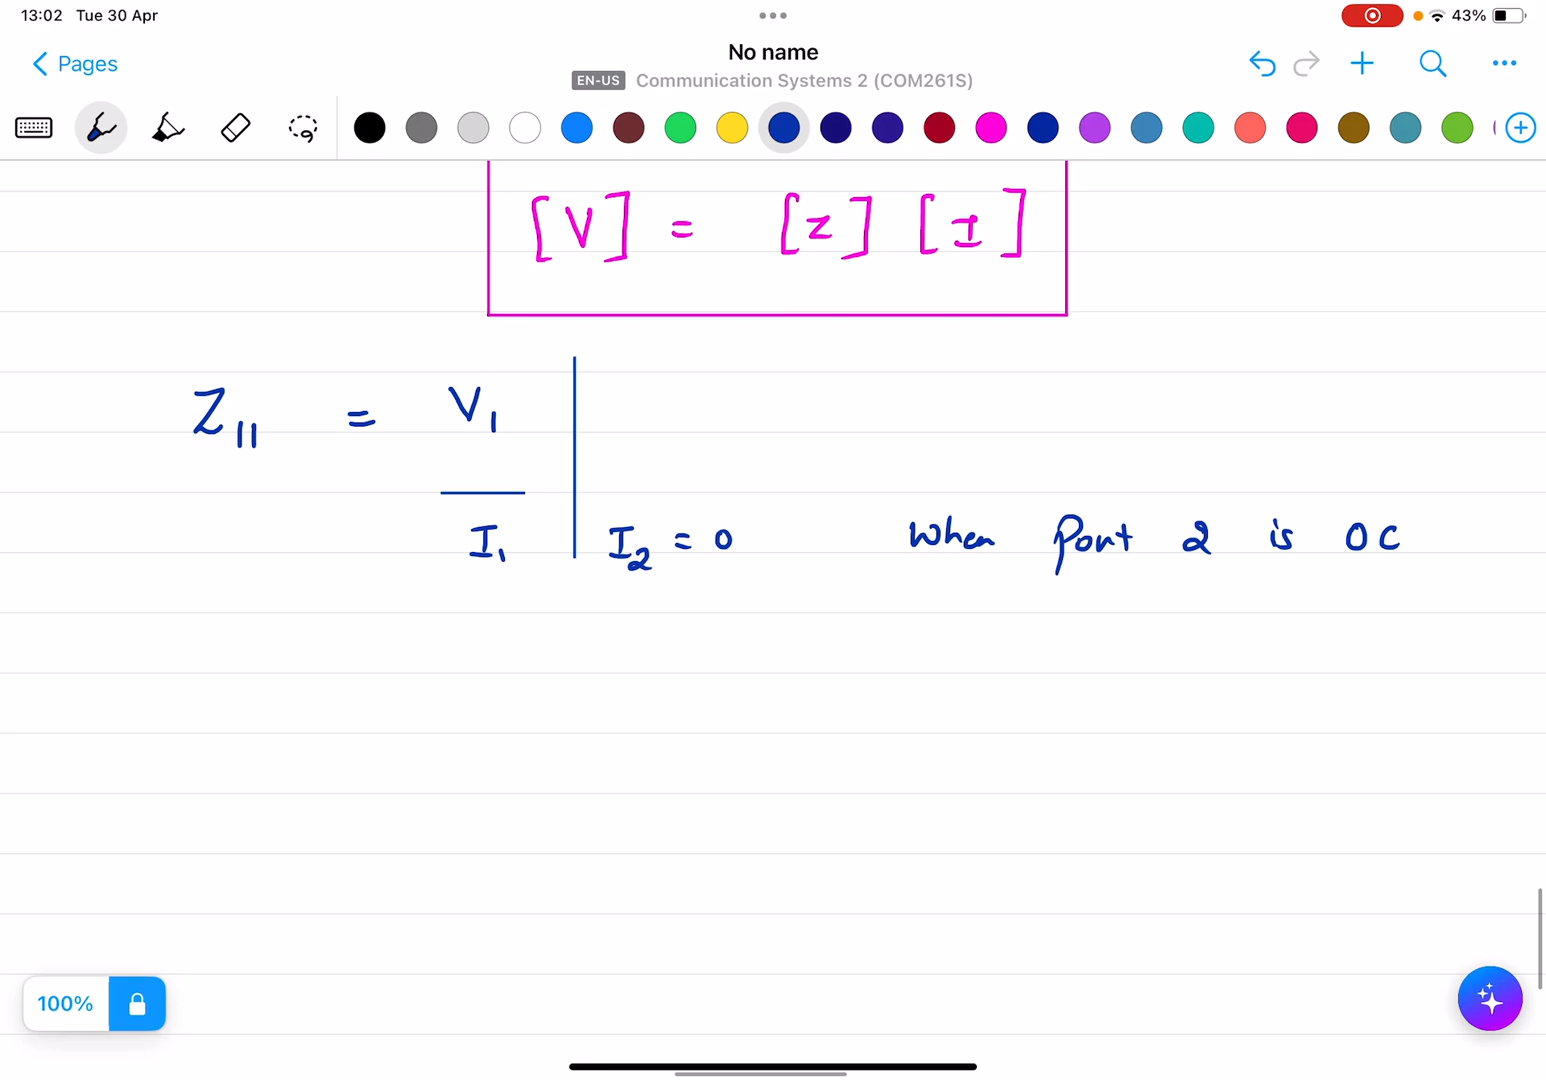 13:02 Tue 30 Apr
43%
Pages
No name
EN-US Communication Systems 2 (COM261S)
[V] = [Z] [I]
Z11 = V1
I1 I2 = 0 When Port 2 is OC
100%